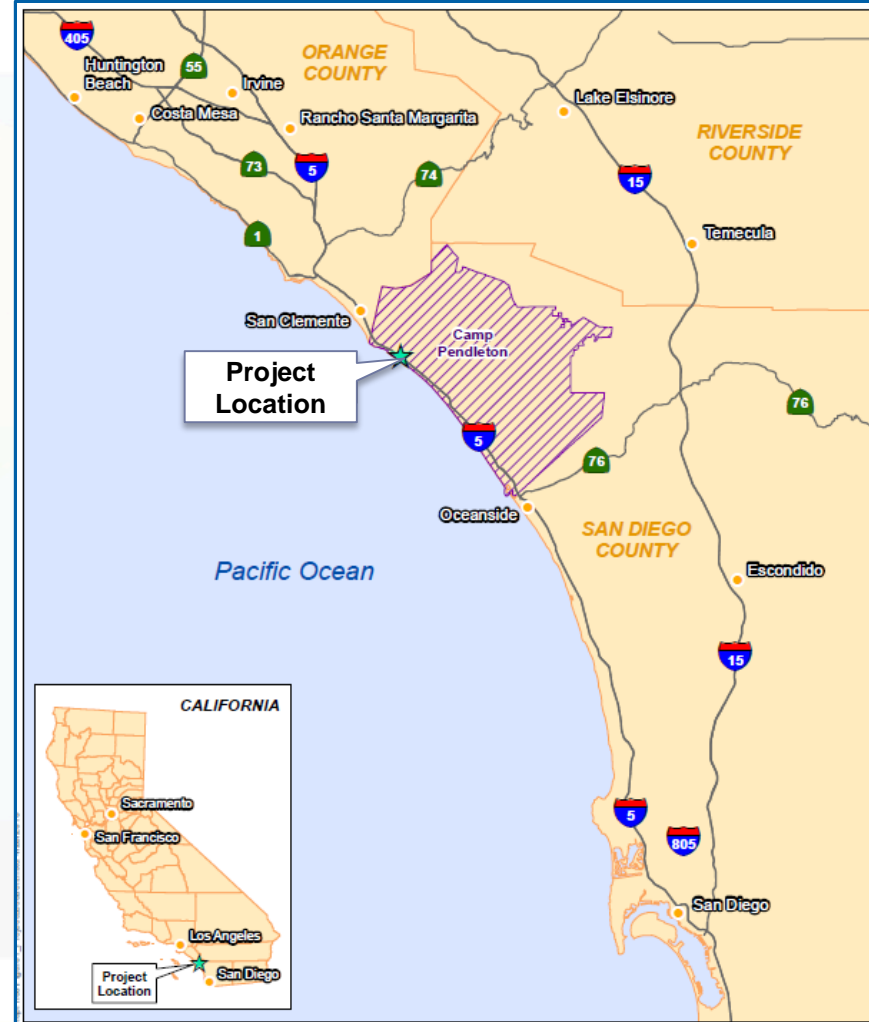 405
ORANGE
COUNTY
Huntington
Beach
55
Irvine
Costa Mesa
Rancho Santa Margarita
Lake Elsinore
RIVERSIDE
COUNTY
73
5
74
15
1
Temecula
San Clemente
Camp
Pendleton
Project
Location
5
76
76
Oceanside
SAN DIEGO
COUNTY
Pacific Ocean
Escondido
15
5
805
San Diego
CALIFORNIA
Sacramento
San Francisco
Los Angeles
Project
Location
San Diego